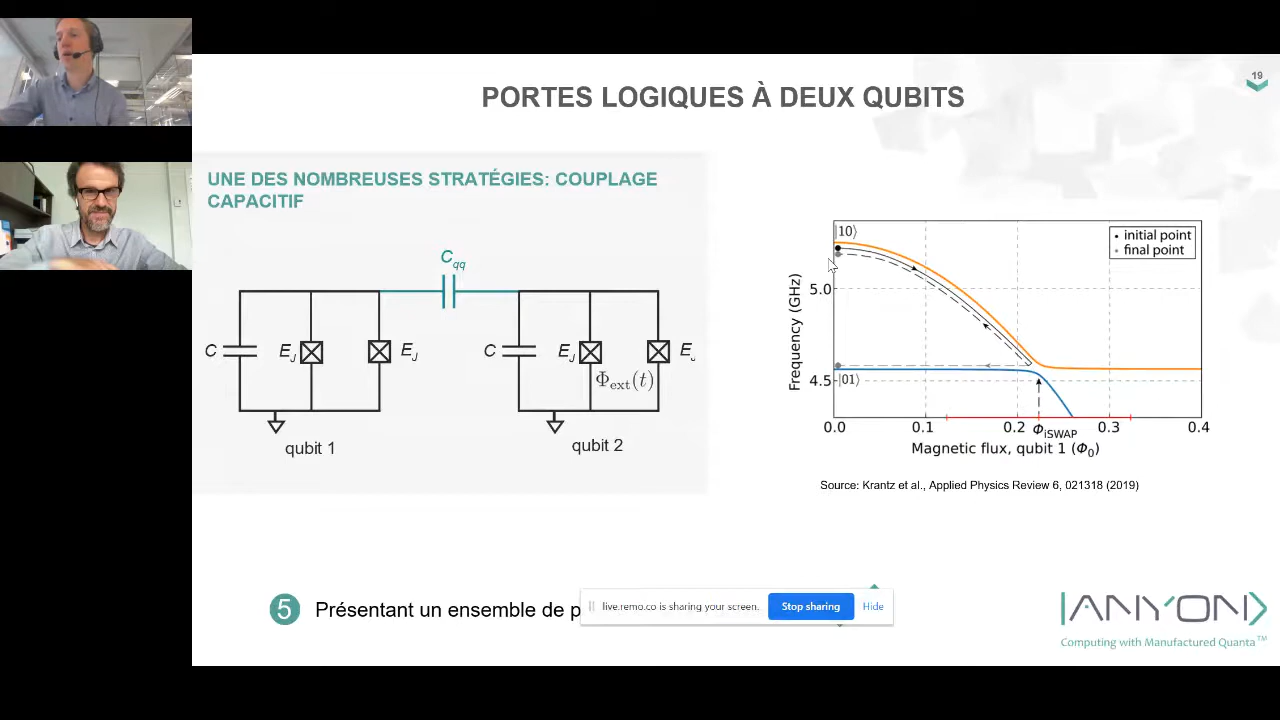 19
PORTES LOGIQUES À DEUX QUBITS
UNE DES NOMBREUSES STRATÉGIES: COUPLAGE
CAPACITIF
C_qq
C
E_J
E_J
C
E_J
E_J
Φ_ext(t)
qubit 1
qubit 2
|10⟩
initial point
final point
5.0
Frequency (GHz)
4.5
|01⟩
0.0 0.1 0.2 Φ_iSWAP 0.3 0.4
Magnetic flux, qubit 1 (Φ_0)
Source: Krantz et al., Applied Physics Review 6, 021318 (2019)
5 Présentant un ensemble de p
live.remo.co is sharing your screen. Stop sharing Hide
|ANYON⟩
Computing with Manufactured Quanta™